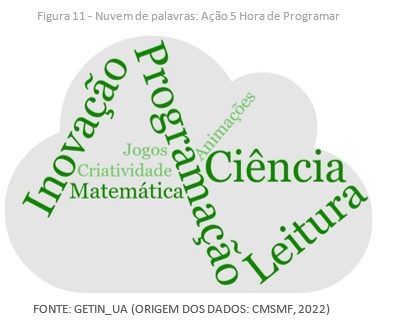 Figura 11 - Nuvem de palavras: Ação 5 Hora de Programar
Inovação
Programação
Animações
Jogos
Criatividade
Matemática
Ciência
Leitura
FONTE: GETIN_UA (ORIGEM DOS DADOS: CMSMF, 2022)